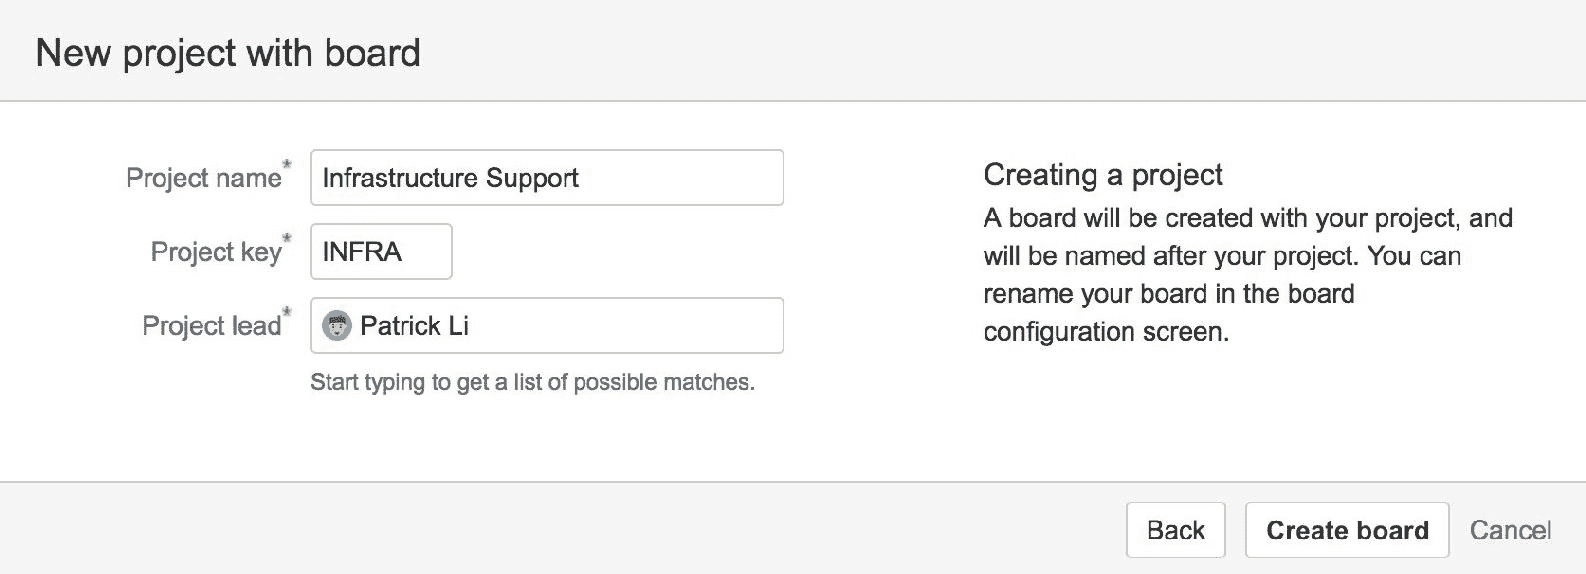 New project with board
Project name* Infrastructure Support
Project key* INFRA
Project lead* Patrick Li
Start typing to get a list of possible matches.
Creating a project
A board will be created with your project, and
will be named after your project. You can
rename your board in the board
configuration screen.
Back Create board Cancel